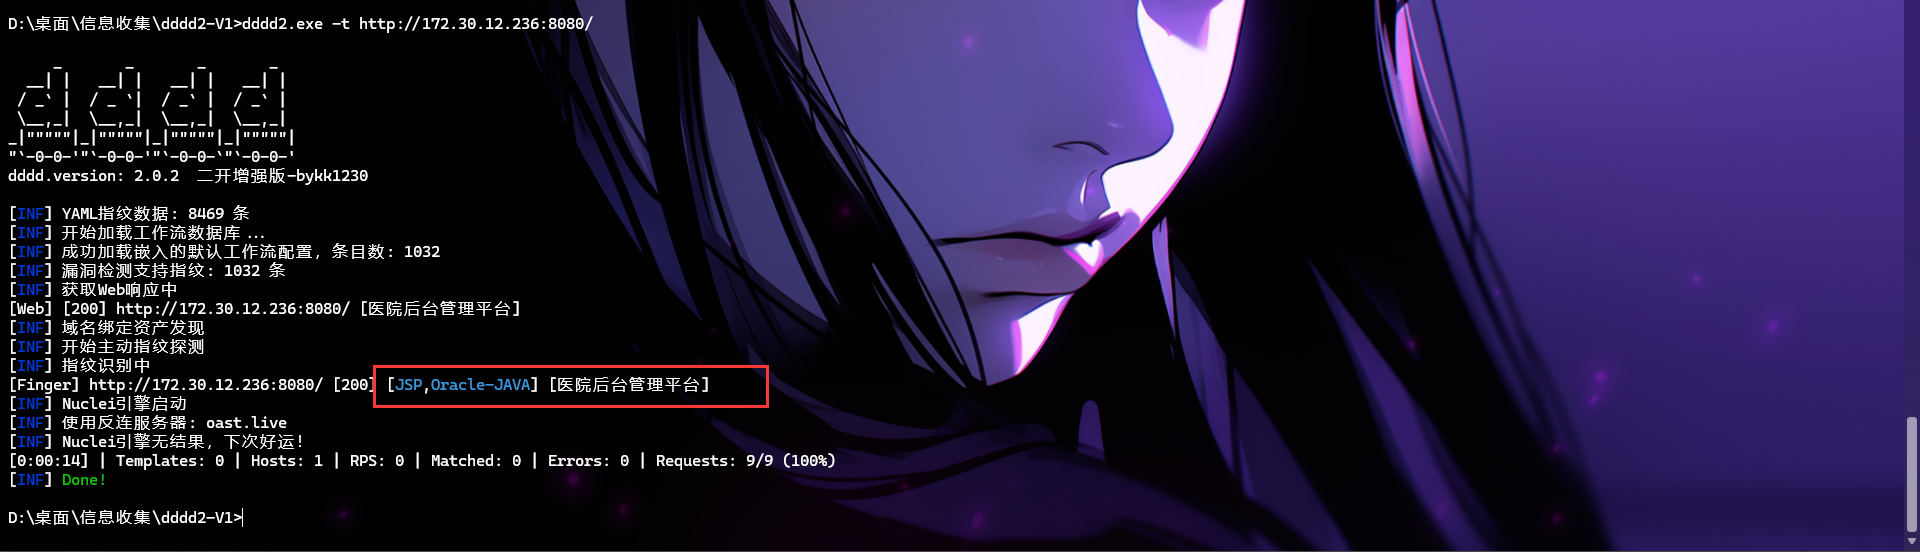 D:\桌面\信息收集\dddd2-V1>dddd2.exe -t http://172.30.12.236:8080/
     _       _       _       _
  __| |   __| |   __| |   __| |
 / _` |  / _ `|  / _` |  / _` |
 \__,_|  \__,_|  \__,_|  \__,_|
_|"""""|_|"""""|_|"""""|_|"""""|
"`-0-0-'"`-0-0-'"`-0-0-`"`-0-0-'
dddd.version: 2.0.2  二开增强版-bykk1230
[INF] YAML指纹数据: 8469 条
[INF] 开始加载工作流数据库...
[INF] 成功加载嵌入的默认工作流配置, 条目数: 1032
[INF] 漏洞检测支持指纹: 1032 条
[INF] 获取Web响应中
[Web] [200] http://172.30.12.236:8080/ [医院后台管理平台]
[INF] 域名绑定资产发现
[INF] 开始主动指纹探测
[INF] 指纹识别中
[Finger] http://172.30.12.236:8080/ [200] [JSP,Oracle-JAVA] [医院后台管理平台]
[INF] Nuclei引擎启动
[INF] 使用反连服务器: oast.live
[INF] Nuclei引擎无结果, 下次好运!
[0:00:14] | Templates: 0 | Hosts: 1 | RPS: 0 | Matched: 0 | Errors: 0 | Requests: 9/9 (100%)
[INF] Done!
D:\桌面\信息收集\dddd2-V1>